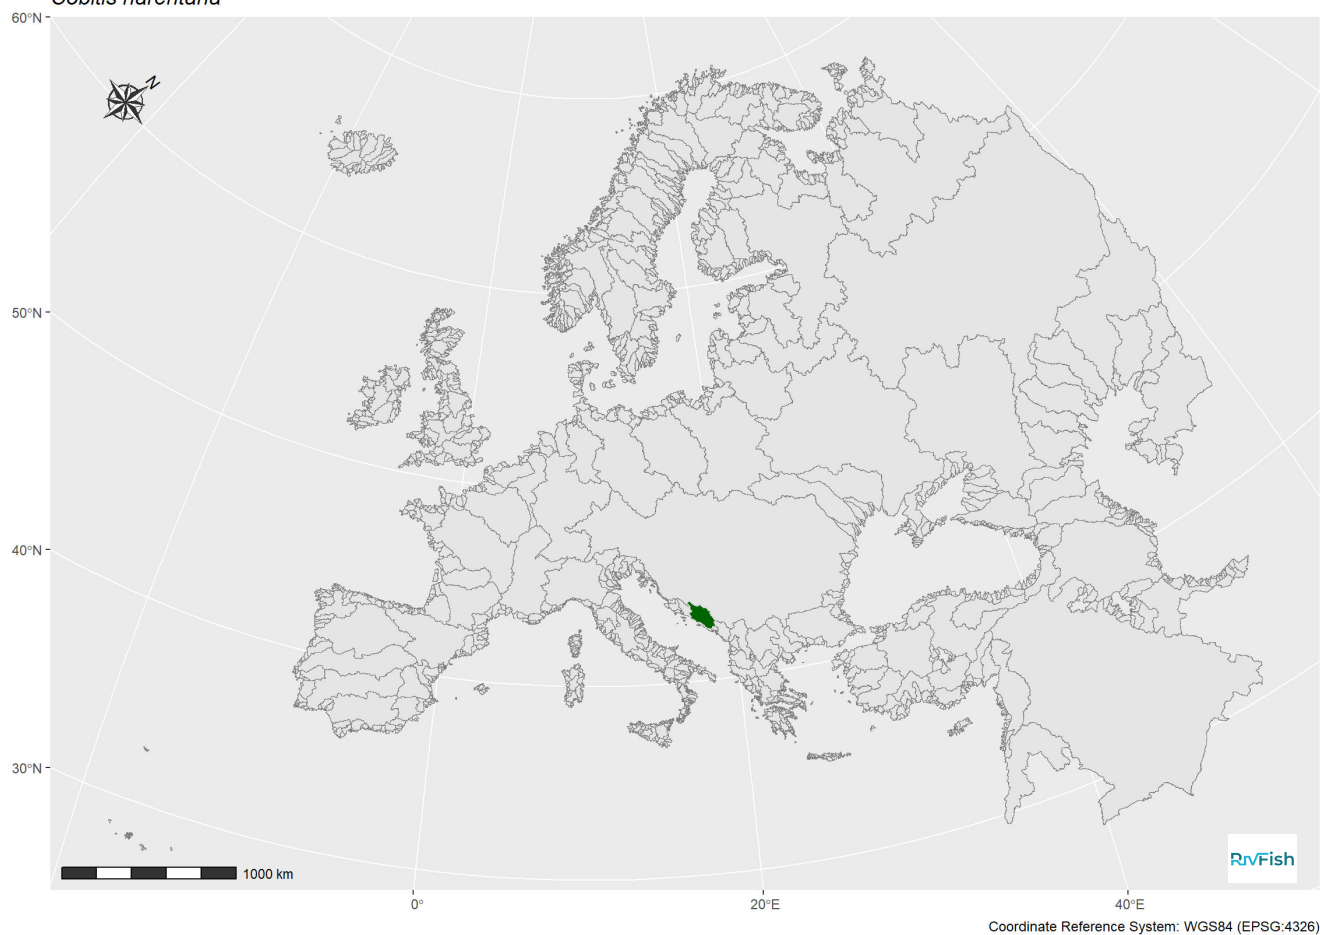 Cobitis narentana
60°N
N
50°N
40°N
30°N
1000 km
RivFish
0°
20°E
40°E
Coordinate Reference System: WGS84 (EPSG:4326)